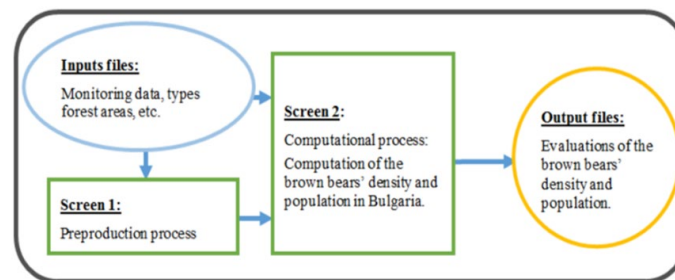 Inputs files:
Monitoring data, types
forest areas, etc.
Screen 1:
Preproduction process
Screen 2:
Computational process:
Computation of the
brown bears’ density and
population in Bulgaria.
Output files:
Evaluations of the
brown bears’
density and
population.